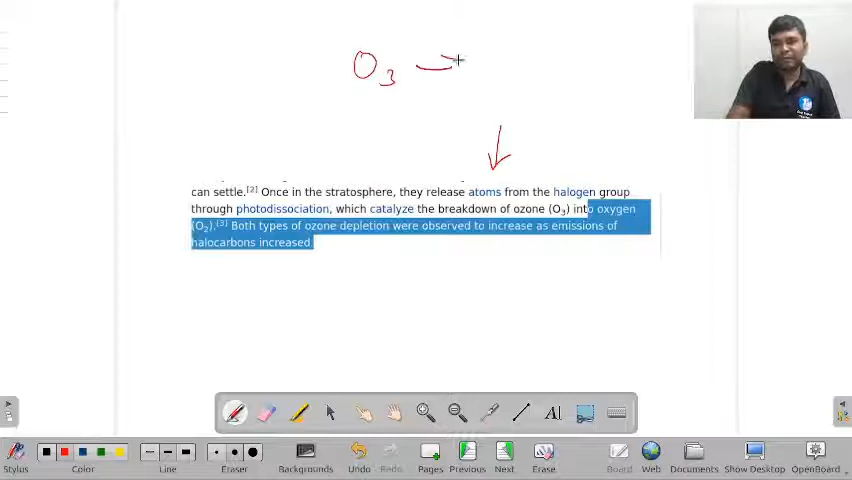 O₃ →
can settle.[2] Once in the stratosphere, they release atoms from the halogen group
through photodissociation, which catalyze the breakdown of ozone (O₃) into oxygen
(O₂).[3] Both types of ozone depletion were observed to increase as emissions of
halocarbons increased.
Stylus
Color
Line
Eraser
Backgrounds
Undo
Redo
Pages
Previous
Next
Erase
Board
Web
Documents
Show Desktop
OpenBoard